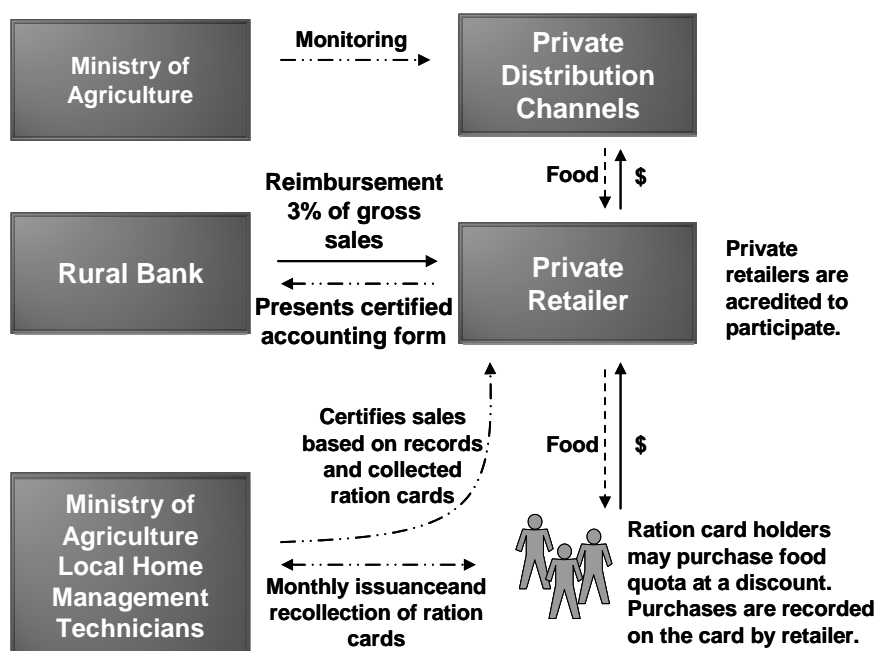 Ministry of
Agriculture
Monitoring
Private
Distribution
Channels
Food
$
Rural Bank
Reimbursement
3% of gross
sales
Presents certified
accounting form
Private
Retailer
Private
retailers are
acredited to
participate.
Certifies sales
based on records
and collected
ration cards
Food
$
Ministry of
Agriculture
Local Home
Management
Technicians
Monthly issuanceand
recollection of ration
cards
Ration card holders
may purchase food
quota at a discount.
Purchases are recorded
on the card by retailer.